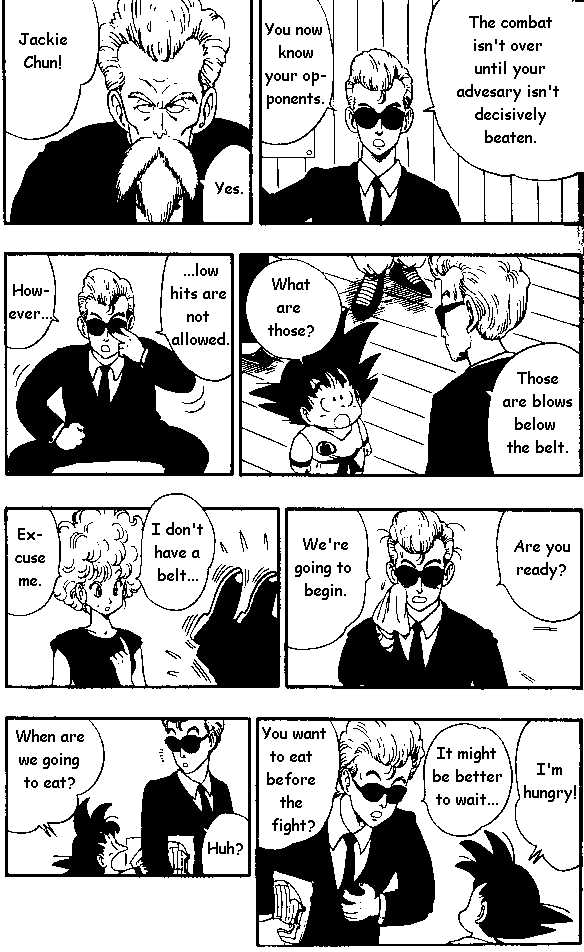 Jackie
Chun!
Yes.
You now
know
your op-
ponents.
The combat
isn't over
until your
advesary isn't
decisively
beaten.
How-
ever...
...low
hits are
not
allowed.
What
are
those?
Those
are blows
below
the belt.
Ex-
cuse
me.
I don't
have a
belt...
We're
going to
begin.
Are you
ready?
When are
we going
to eat?
Huh?
You want
to eat
before
the
fight?
It might
be better
to wait...
I'm
hungry!